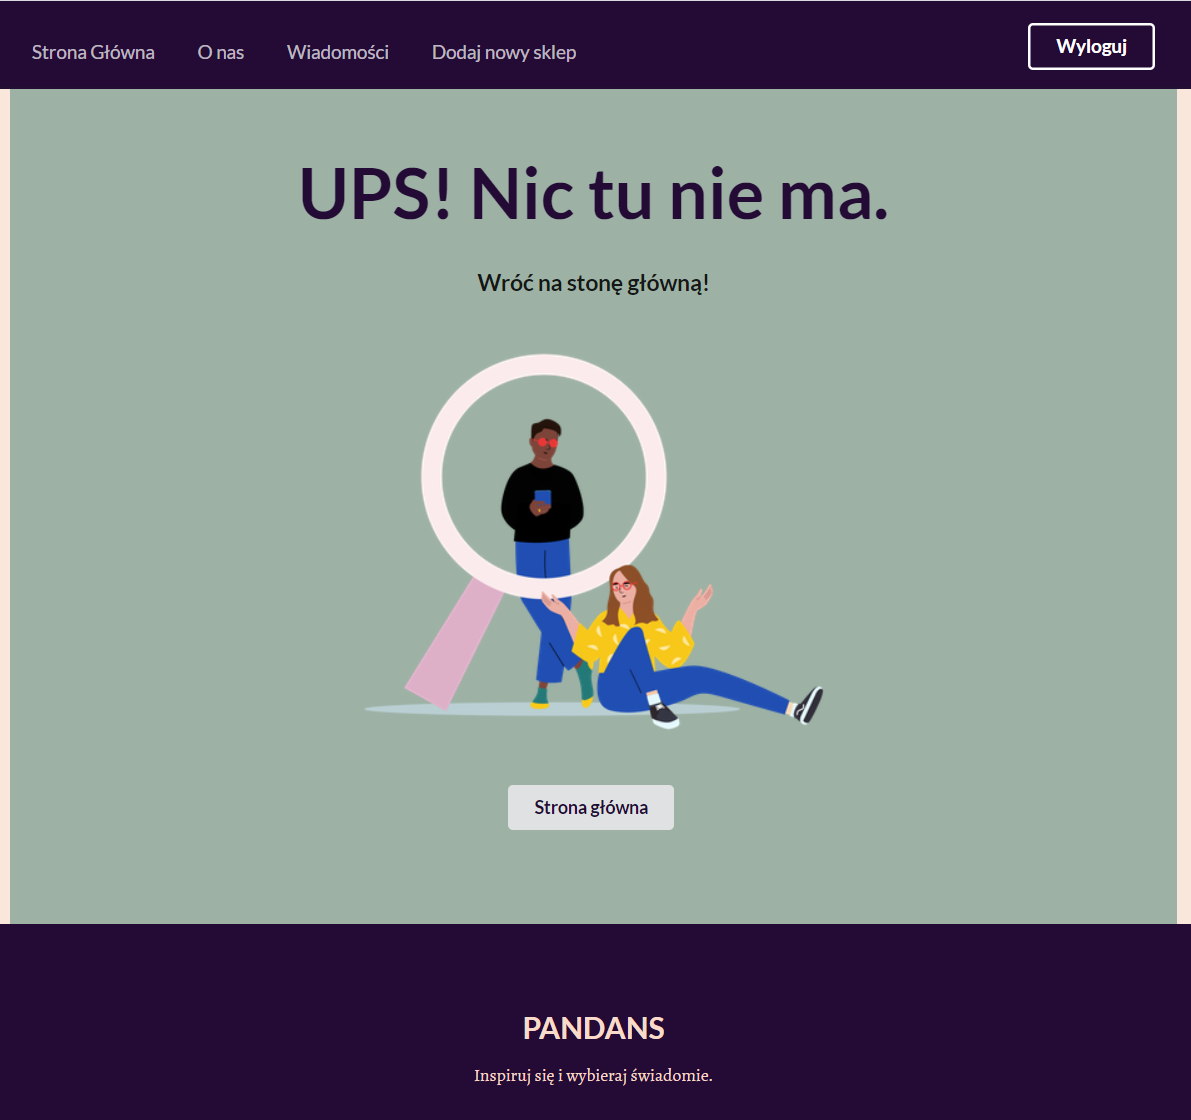 Strona Główna O nas Wiadomości Dodaj nowy sklep Wyloguj
UPS! Nic tu nie ma.
Wróć na stonę główną!
Strona główna
PANDANS
Inspiruj się i wybieraj świadomie.